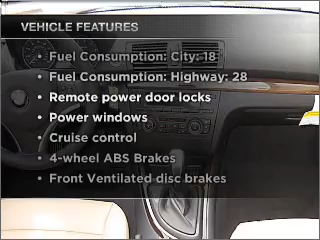 VEHICLE FEATURES
• Fuel Consumption: City: 18
• Fuel Consumption: Highway: 28
• Remote power door locks
• Power windows
• Cruise control
• 4-wheel ABS Brakes
• Front Ventilated disc brakes